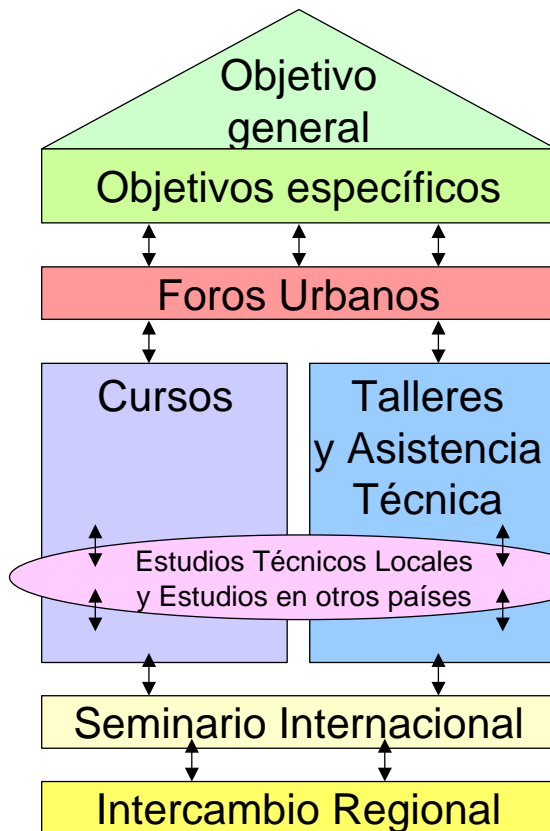 Objetivo
general
Objetivos específicos
Foros Urbanos
Cursos
Talleres
y Asistencia
Técnica
Estudios Técnicos Locales
y Estudios en otros países
Seminario Internacional
Intercambio Regional